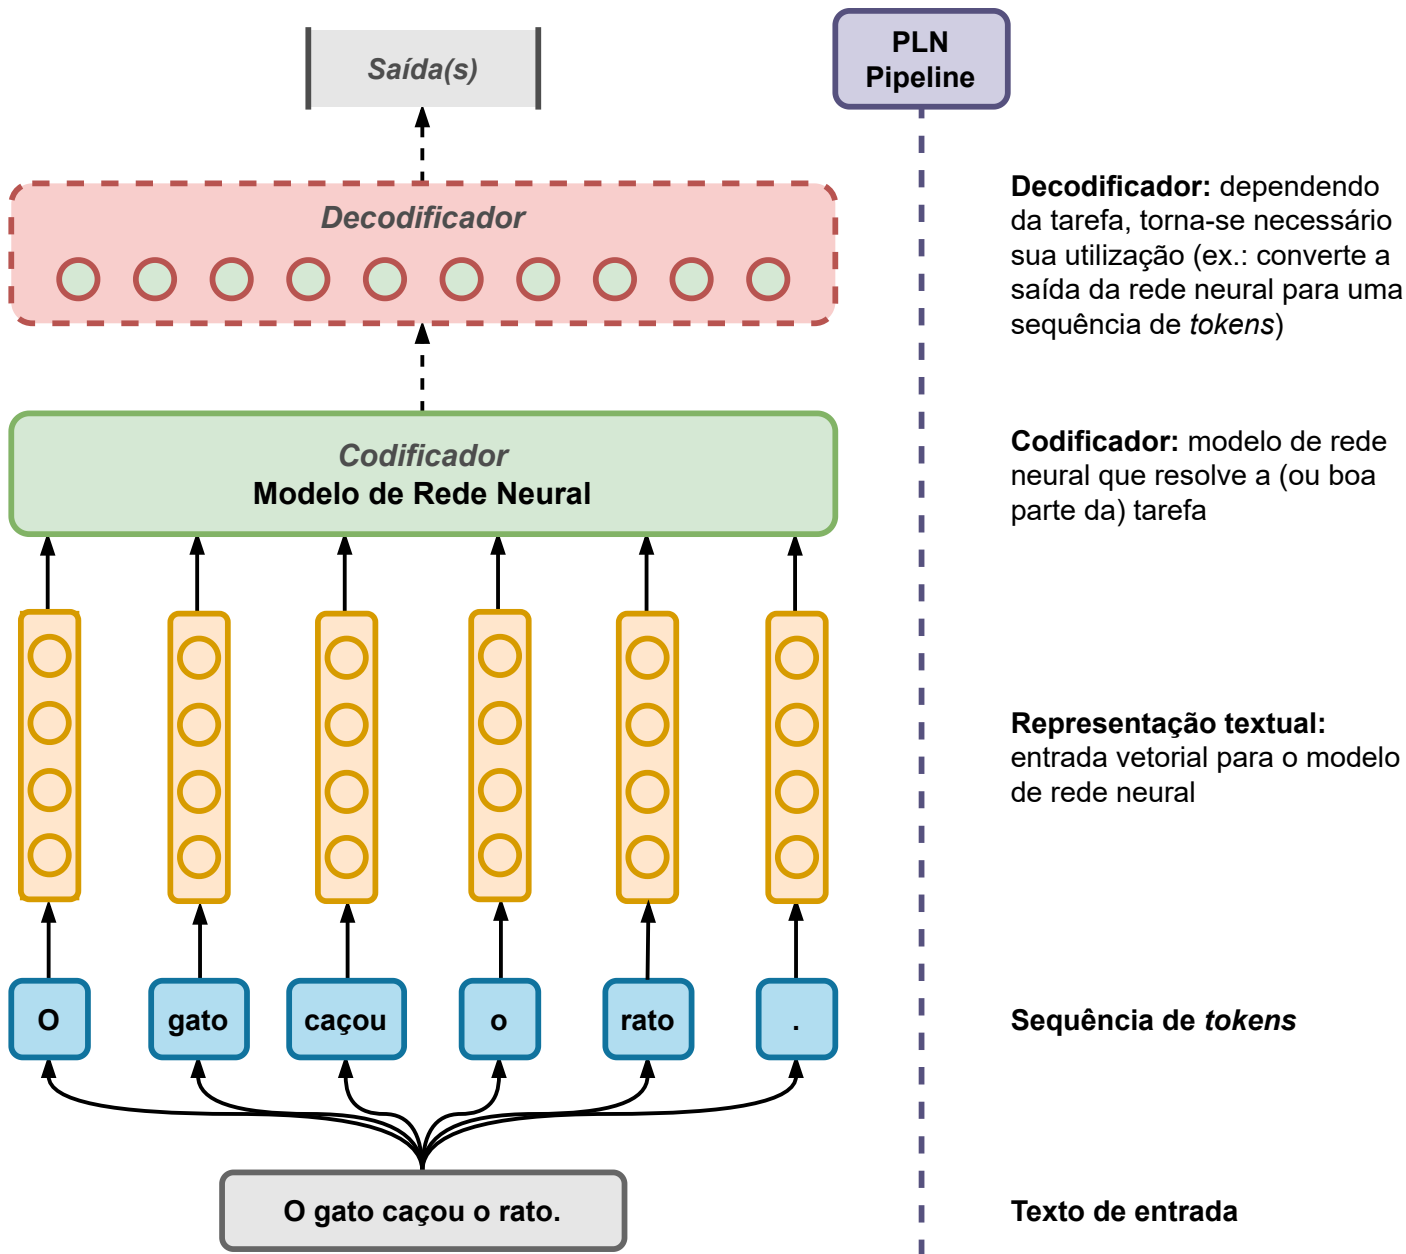 Saída(s)
PLN
Pipeline
Decodificador
Decodificador: dependendo
da tarefa, torna-se necessário
sua utilização (ex.: converte a
saída da rede neural para uma
sequência de tokens)
Codificador
Modelo de Rede Neural
Codificador: modelo de rede
neural que resolve a (ou boa
parte da) tarefa
Representação textual:
entrada vetorial para o modelo
de rede neural
O gato caçou o rato .
Sequência de tokens
O gato caçou o rato.
Texto de entrada